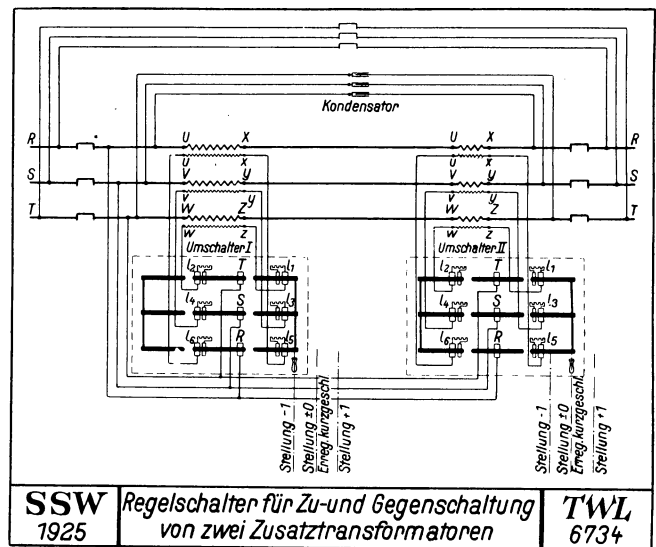 Kondensator
R U X U X R
u x u x
S V y V y S
v y v y
T W Z W Z T
w z w z
Umschalter I Umschalter II
l2 T l1 l2 T l1
l4 S l3 l4 S l3
l6 R l5 l6 R l5
Stellung -1
Stellung ±0
Erreg. kurzgeschl.
Stellung +1
Stellung -1
Stellung ±0
Erreg. kurzgeschl.
Stellung +1
SSW
1925
Regelschalter für Zu- und Gegenschaltung
von zwei Zusatztransformatoren
TWL
6734